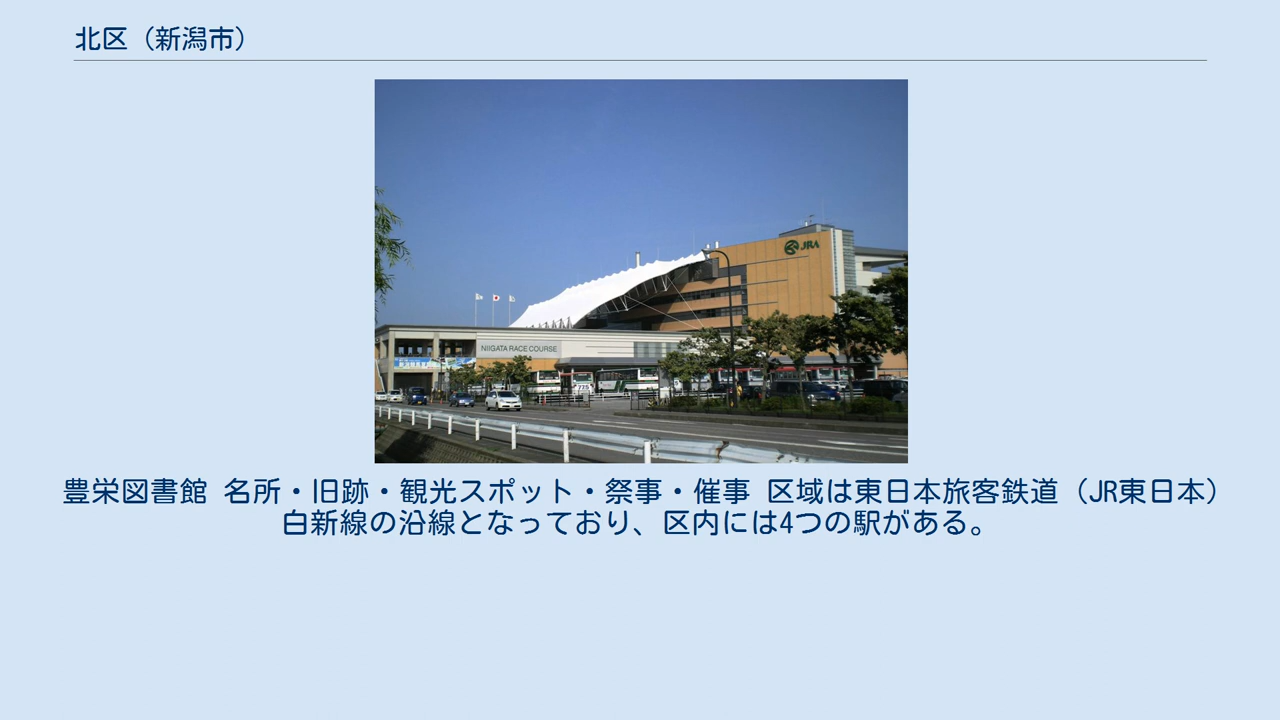 北区（新潟市）
JRA
NIIGATA RACE COURSE
豊栄図書館 名所・旧跡・観光スポット・祭事・催事 区域は東日本旅客鉄道（JR東日本）
白新線の沿線となっており、区内には4つの駅がある。